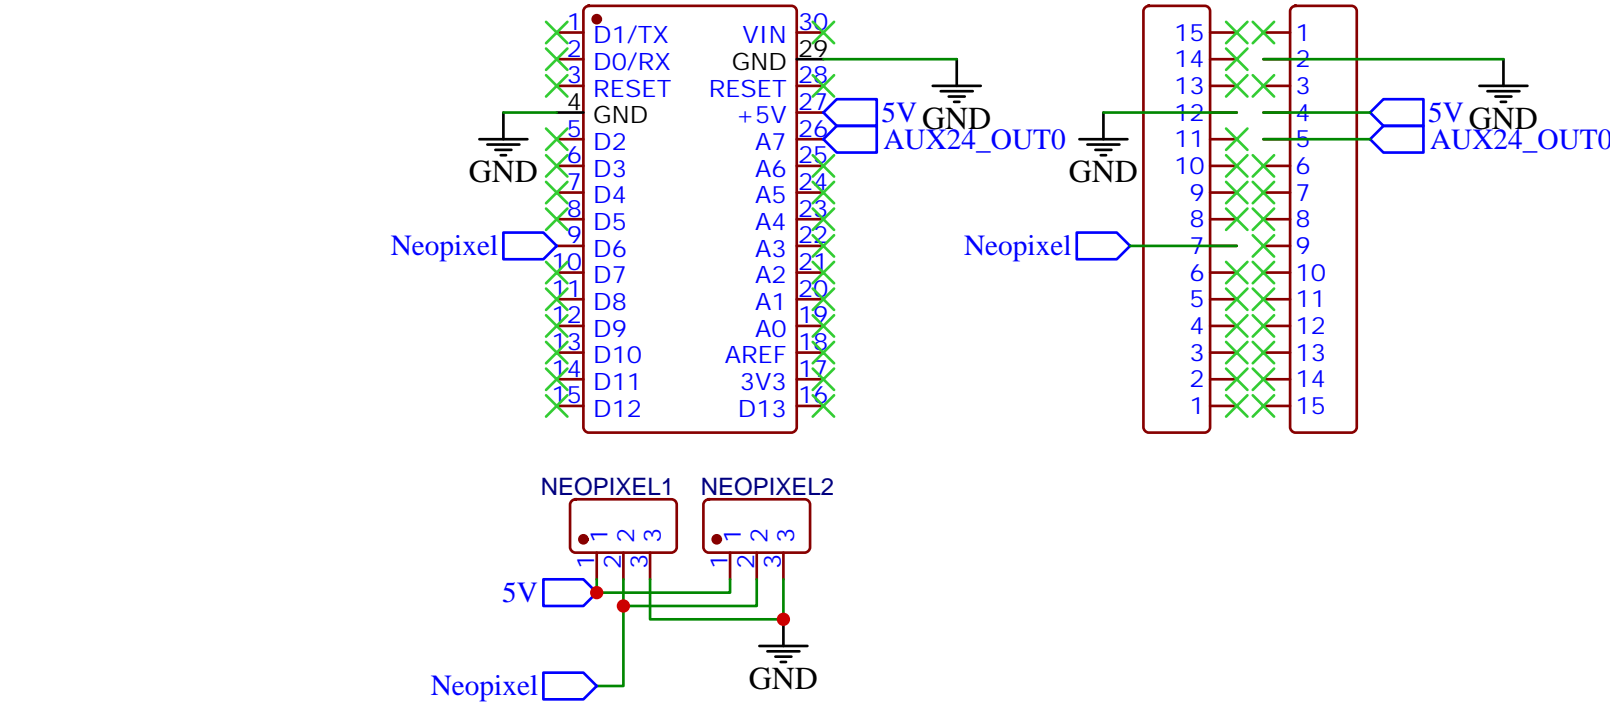 1 D1/TX VIN 30
2 D0/RX GND 29
3 RESET RESET 28
4 GND +5V 27 5V
5 D2 A7 26 AUX24_OUT0
6 D3 A6 25
7 D4 A5 24
8 D5 A4 23
Neopixel 9 D6 A3 22
10 D7 A2 21
11 D8 A1 20
12 D9 A0 19
13 D10 AREF 18
14 D11 3V3 17
15 D12 D13 16
GND
GND
15 1
14 2
13 3
12 4 5V
11 5 AUX24_OUT0
10 6
9 7
8 8
Neopixel 7 9
6 10
5 11
4 12
3 13
2 14
1 15
GND
GND
NEOPIXEL1 NEOPIXEL2
1 2 3 1 2 3
1 2 3 1 2 3
5V
GND
Neopixel